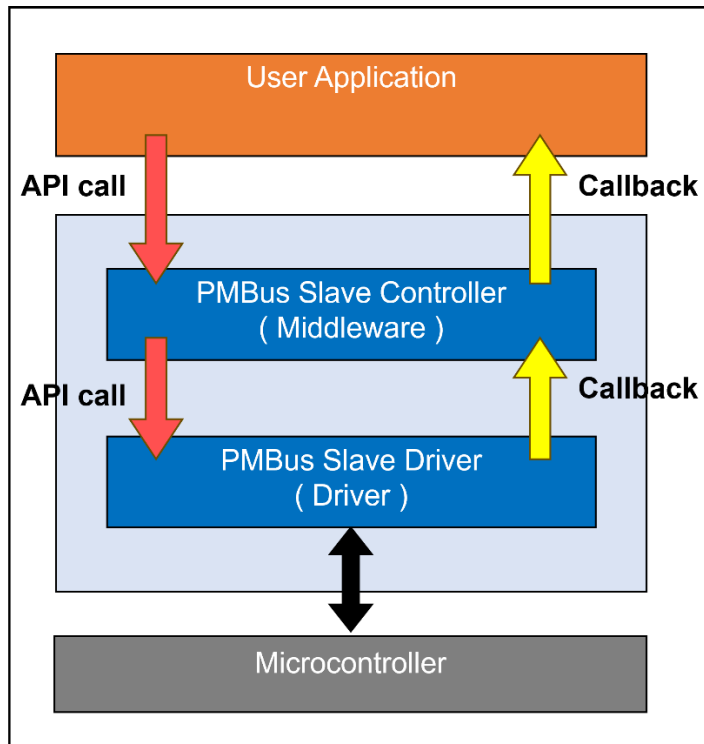 User Application
API call
Callback
PMBus Slave Controller
( Middleware )
API call
Callback
PMBus Slave Driver
( Driver )
Microcontroller